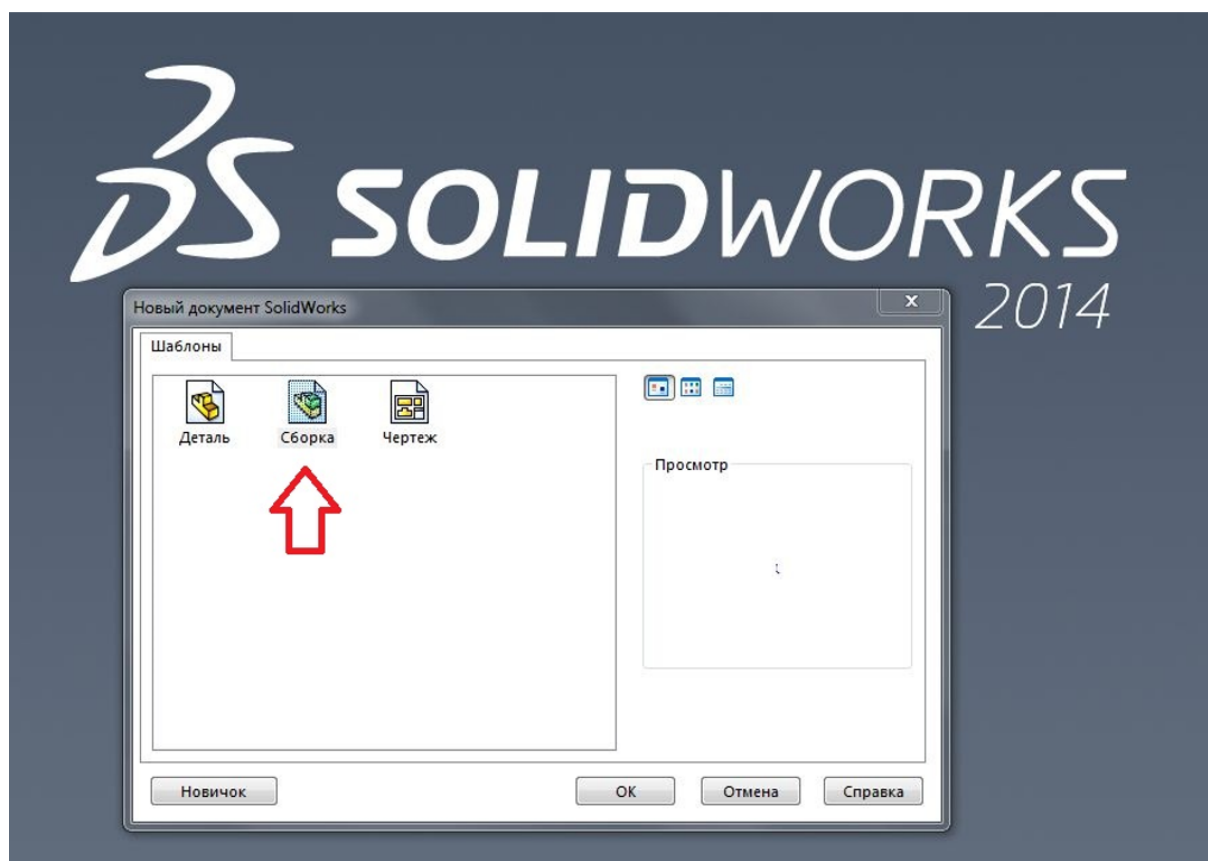 SOLIDWORKS
2014
Новый документ SolidWorks
Шаблоны
Деталь Сборка Чертеж
Просмотр
Новичок OK Отмена Справка